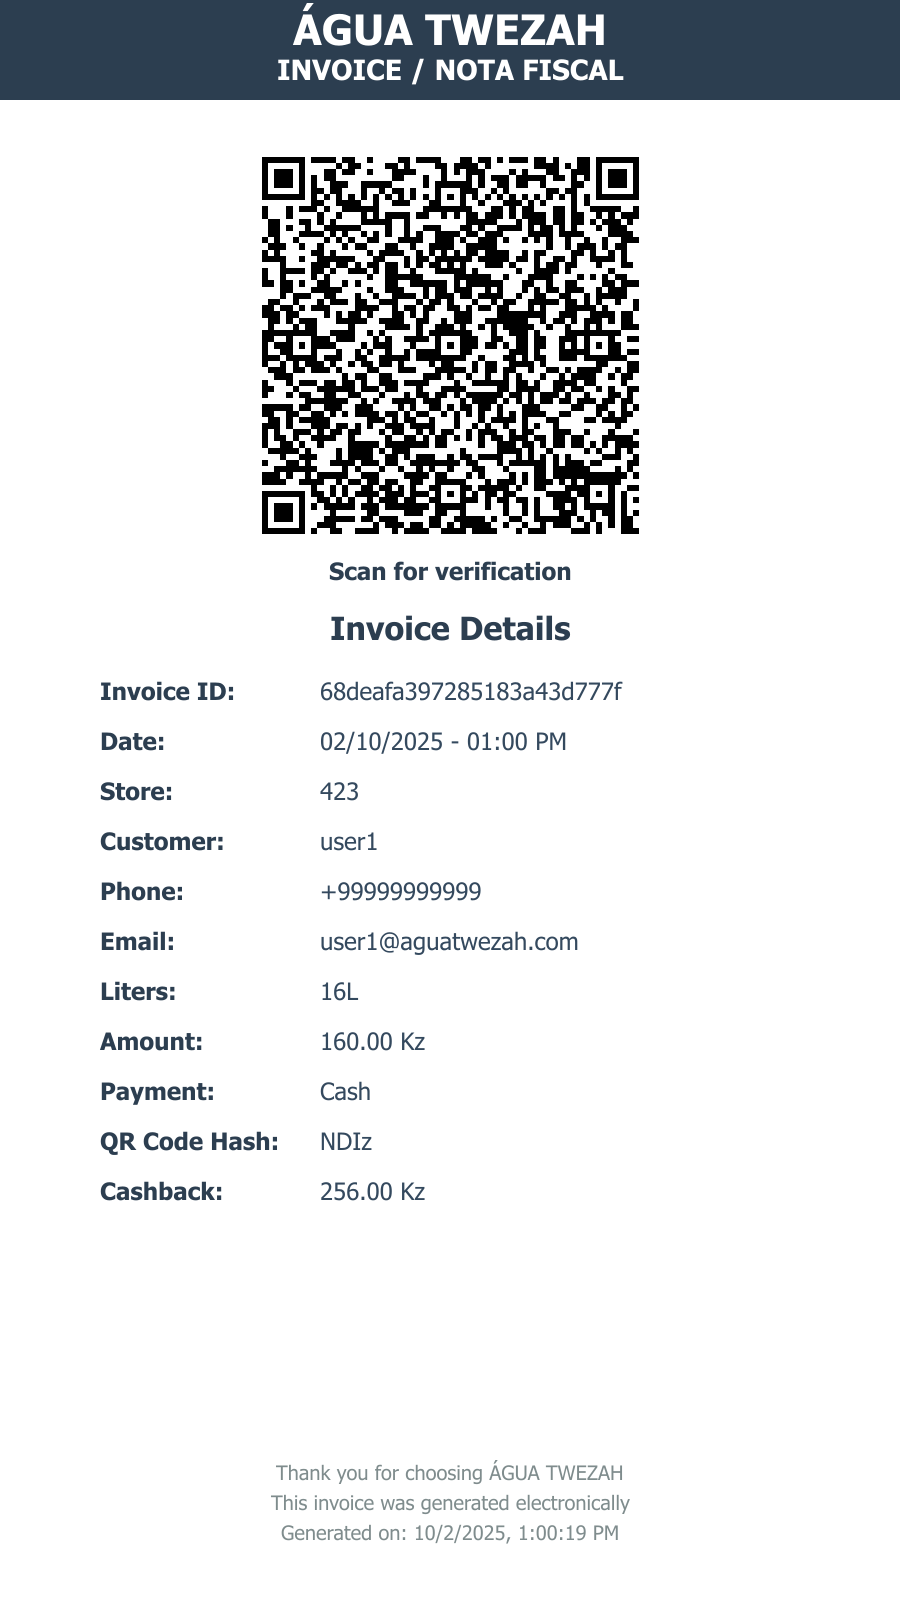 ÁGUA TWEZAH
INVOICE / NOTA FISCAL
Scan for verification
Invoice Details
Invoice ID: 68deafa397285183a43d777f
Date: 02/10/2025 - 01:00 PM
Store: 423
Customer: user1
Phone: +99999999999
Email: user1@aguatwezah.com
Liters: 16L
Amount: 160.00 Kz
Payment: Cash
QR Code Hash: NDIz
Cashback: 256.00 Kz
Thank you for choosing ÁGUA TWEZAH
This invoice was generated electronically
Generated on: 10/2/2025, 1:00:19 PM